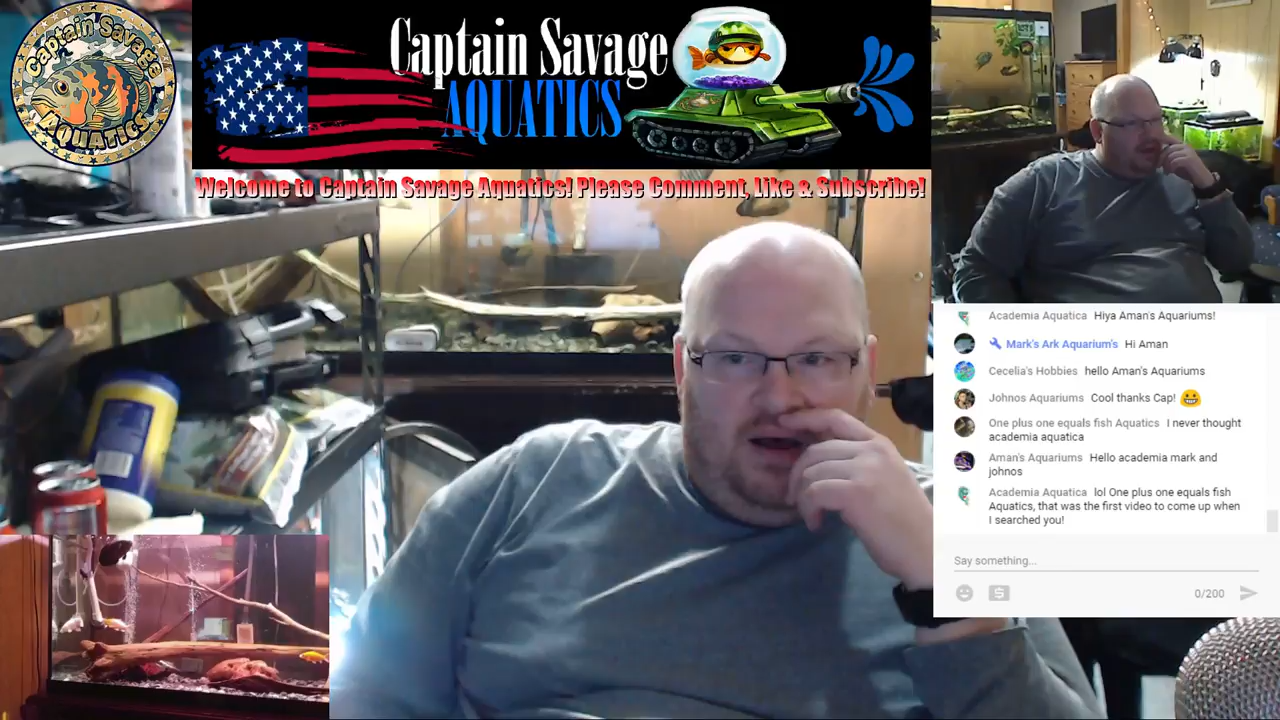 Captain Savage
AQUATICS
Captain Savage
AQUATICS
Welcome to Captain Savage Aquatics! Please Comment, Like & Subscribe!
Academia Aquatica Hiya Aman's Aquariums!
Mark's Ark Aquarium's Hi Aman
Cecelia's Hobbies hello Aman's Aquariums
Johnos Aquariums Cool thanks Cap! 😀
One plus one equals fish Aquatics I never thought
academia aquatica
Aman's Aquariums Hello academia mark and
johnos
Academia Aquatica lol One plus one equals fish
Aquatics, that was the first video to come up when
I searched you!
Say something...
0/200